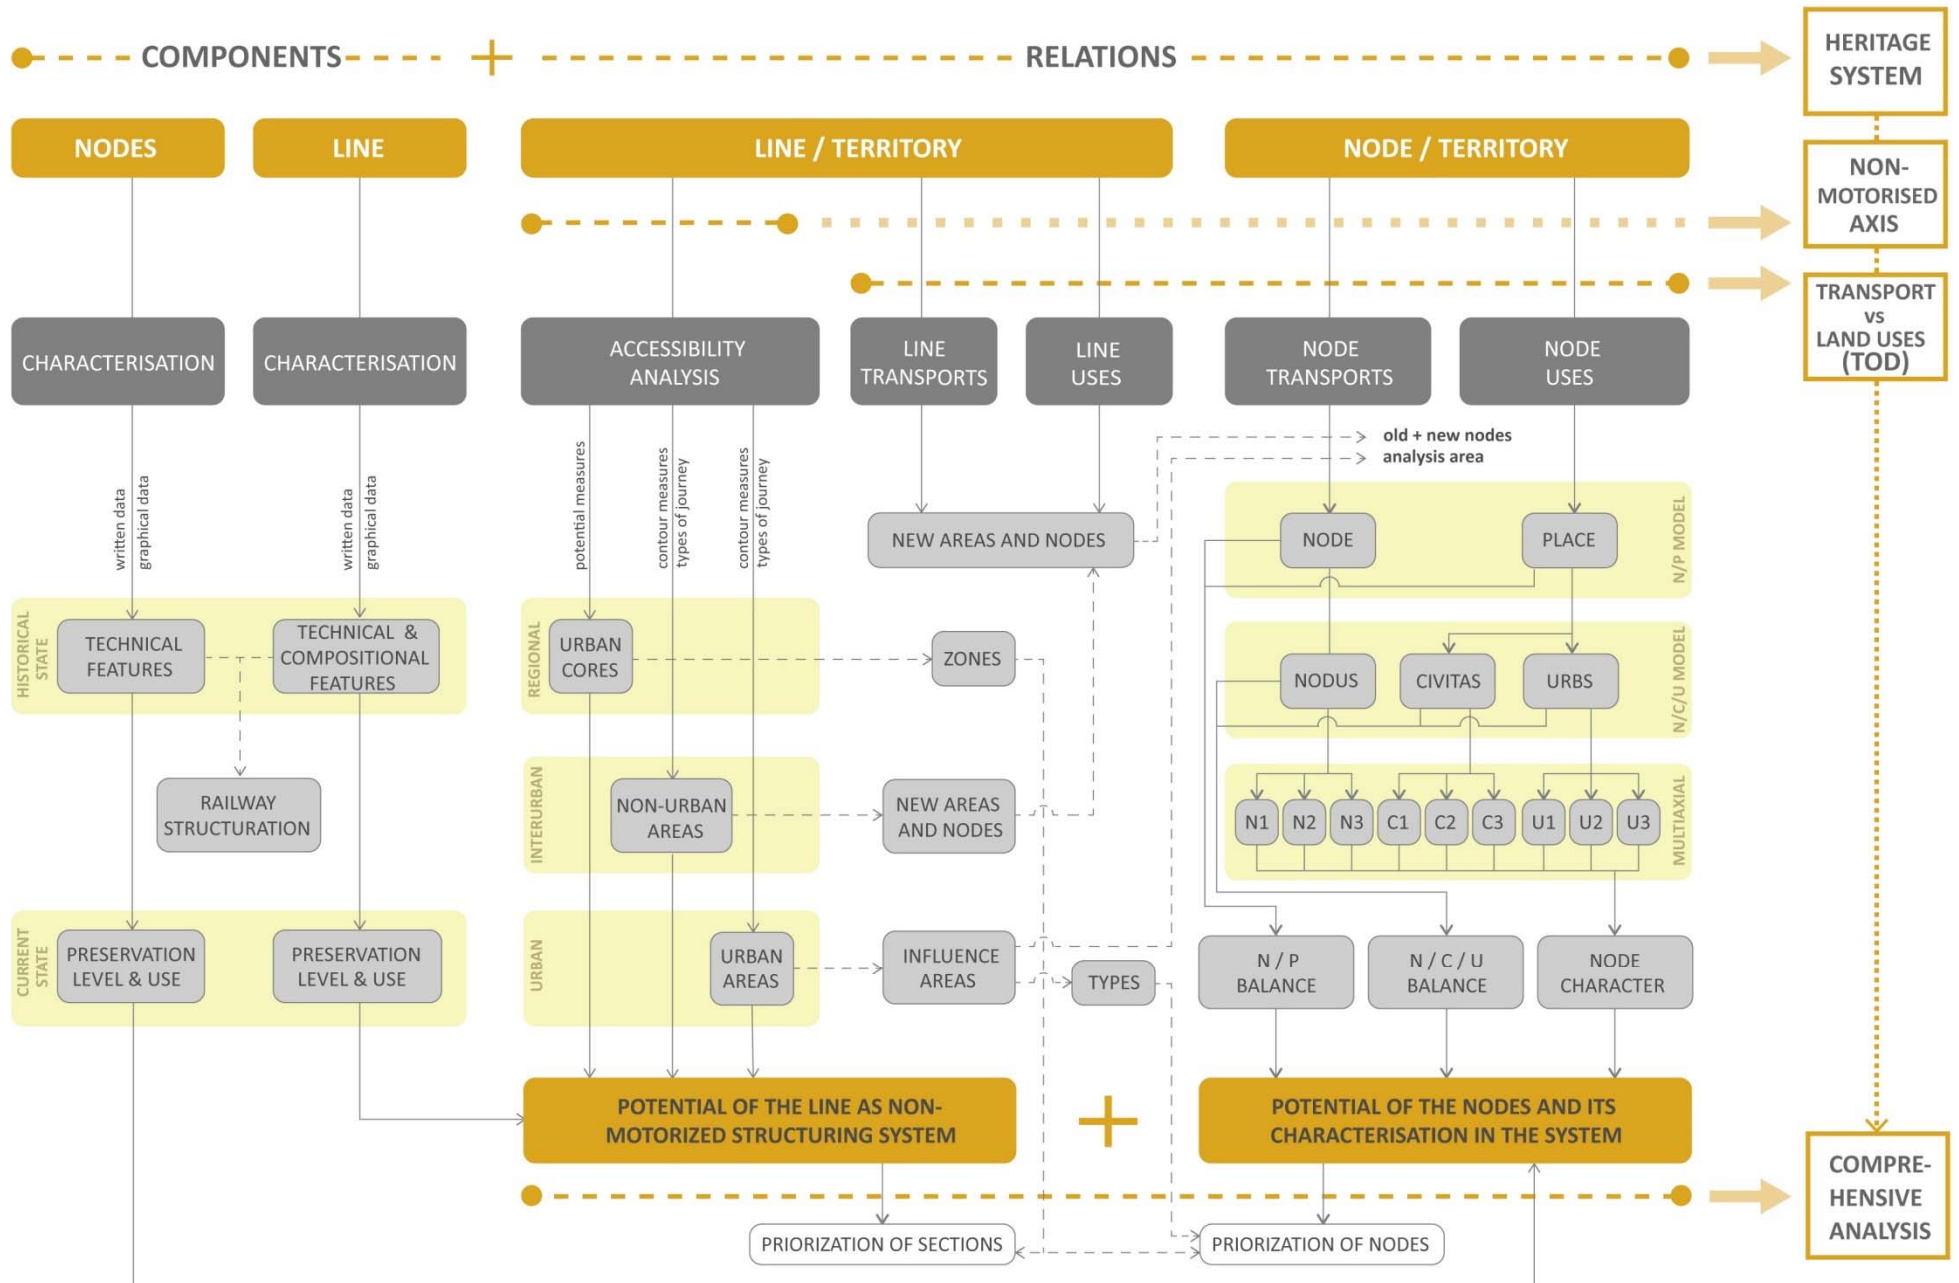 COMPONENTS
RELATIONS
HERITAGE
SYSTEM
NODES
LINE
LINE / TERRITORY
NODE / TERRITORY
NON-
MOTORISED
AXIS
TRANSPORT
vs
LAND USES
(TOD)
CHARACTERISATION
CHARACTERISATION
ACCESSIBILITY
ANALYSIS
LINE
TRANSPORTS
LINE
USES
NODE
TRANSPORTS
NODE
USES
written data
graphical data
written data
graphical data
potential measures
contour measures
types of journey
contour measures
types of journey
old + new nodes
analysis area
NEW AREAS AND NODES
NODE
PLACE
N/P MODEL
HISTORICAL
STATE
TECHNICAL
FEATURES
TECHNICAL &
COMPOSITIONAL
FEATURES
REGIONAL
URBAN
CORES
ZONES
NODUS
CIVITAS
URBS
N/C/U MODEL
RAILWAY
STRUCTURATION
INTERURBAN
NON-URBAN
AREAS
NEW AREAS
AND NODES
N1
N2
N3
C1
C2
C3
U1
U2
U3
MULTIAXIAL
CURRENT
STATE
PRESERVATION
LEVEL & USE
PRESERVATION
LEVEL & USE
URBAN
URBAN
AREAS
INFLUENCE
AREAS
TYPES
N / P
BALANCE
N / C / U
BALANCE
NODE
CHARACTER
POTENTIAL OF THE LINE AS NON-
MOTORIZED STRUCTURING SYSTEM
POTENTIAL OF THE NODES AND ITS
CHARACTERISATION IN THE SYSTEM
COMPRE-
HENSIVE
ANALYSIS
PRIORIZATION OF SECTIONS
PRIORIZATION OF NODES